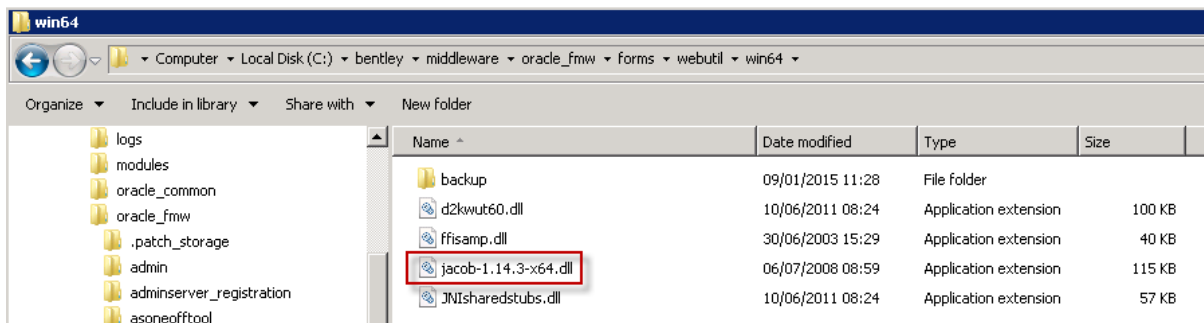 win64
Computer Local Disk (C:) bentley middleware oracle_fmw forms webutil win64
Organize Include in library Share with New folder
logs
modules
oracle_common
oracle_fmw
.patch_storage
admin
adminserver_registration
asoneofftool
Name Date modified Type Size
backup 09/01/2015 11:28 File folder
d2kwut60.dll 10/06/2011 08:24 Application extension 100 KB
ffisamp.dll 30/06/2003 15:29 Application extension 40 KB
jacob-1.14.3-x64.dll 06/07/2008 08:59 Application extension 115 KB
JNIsharedstubs.dll 10/06/2011 08:24 Application extension 57 KB